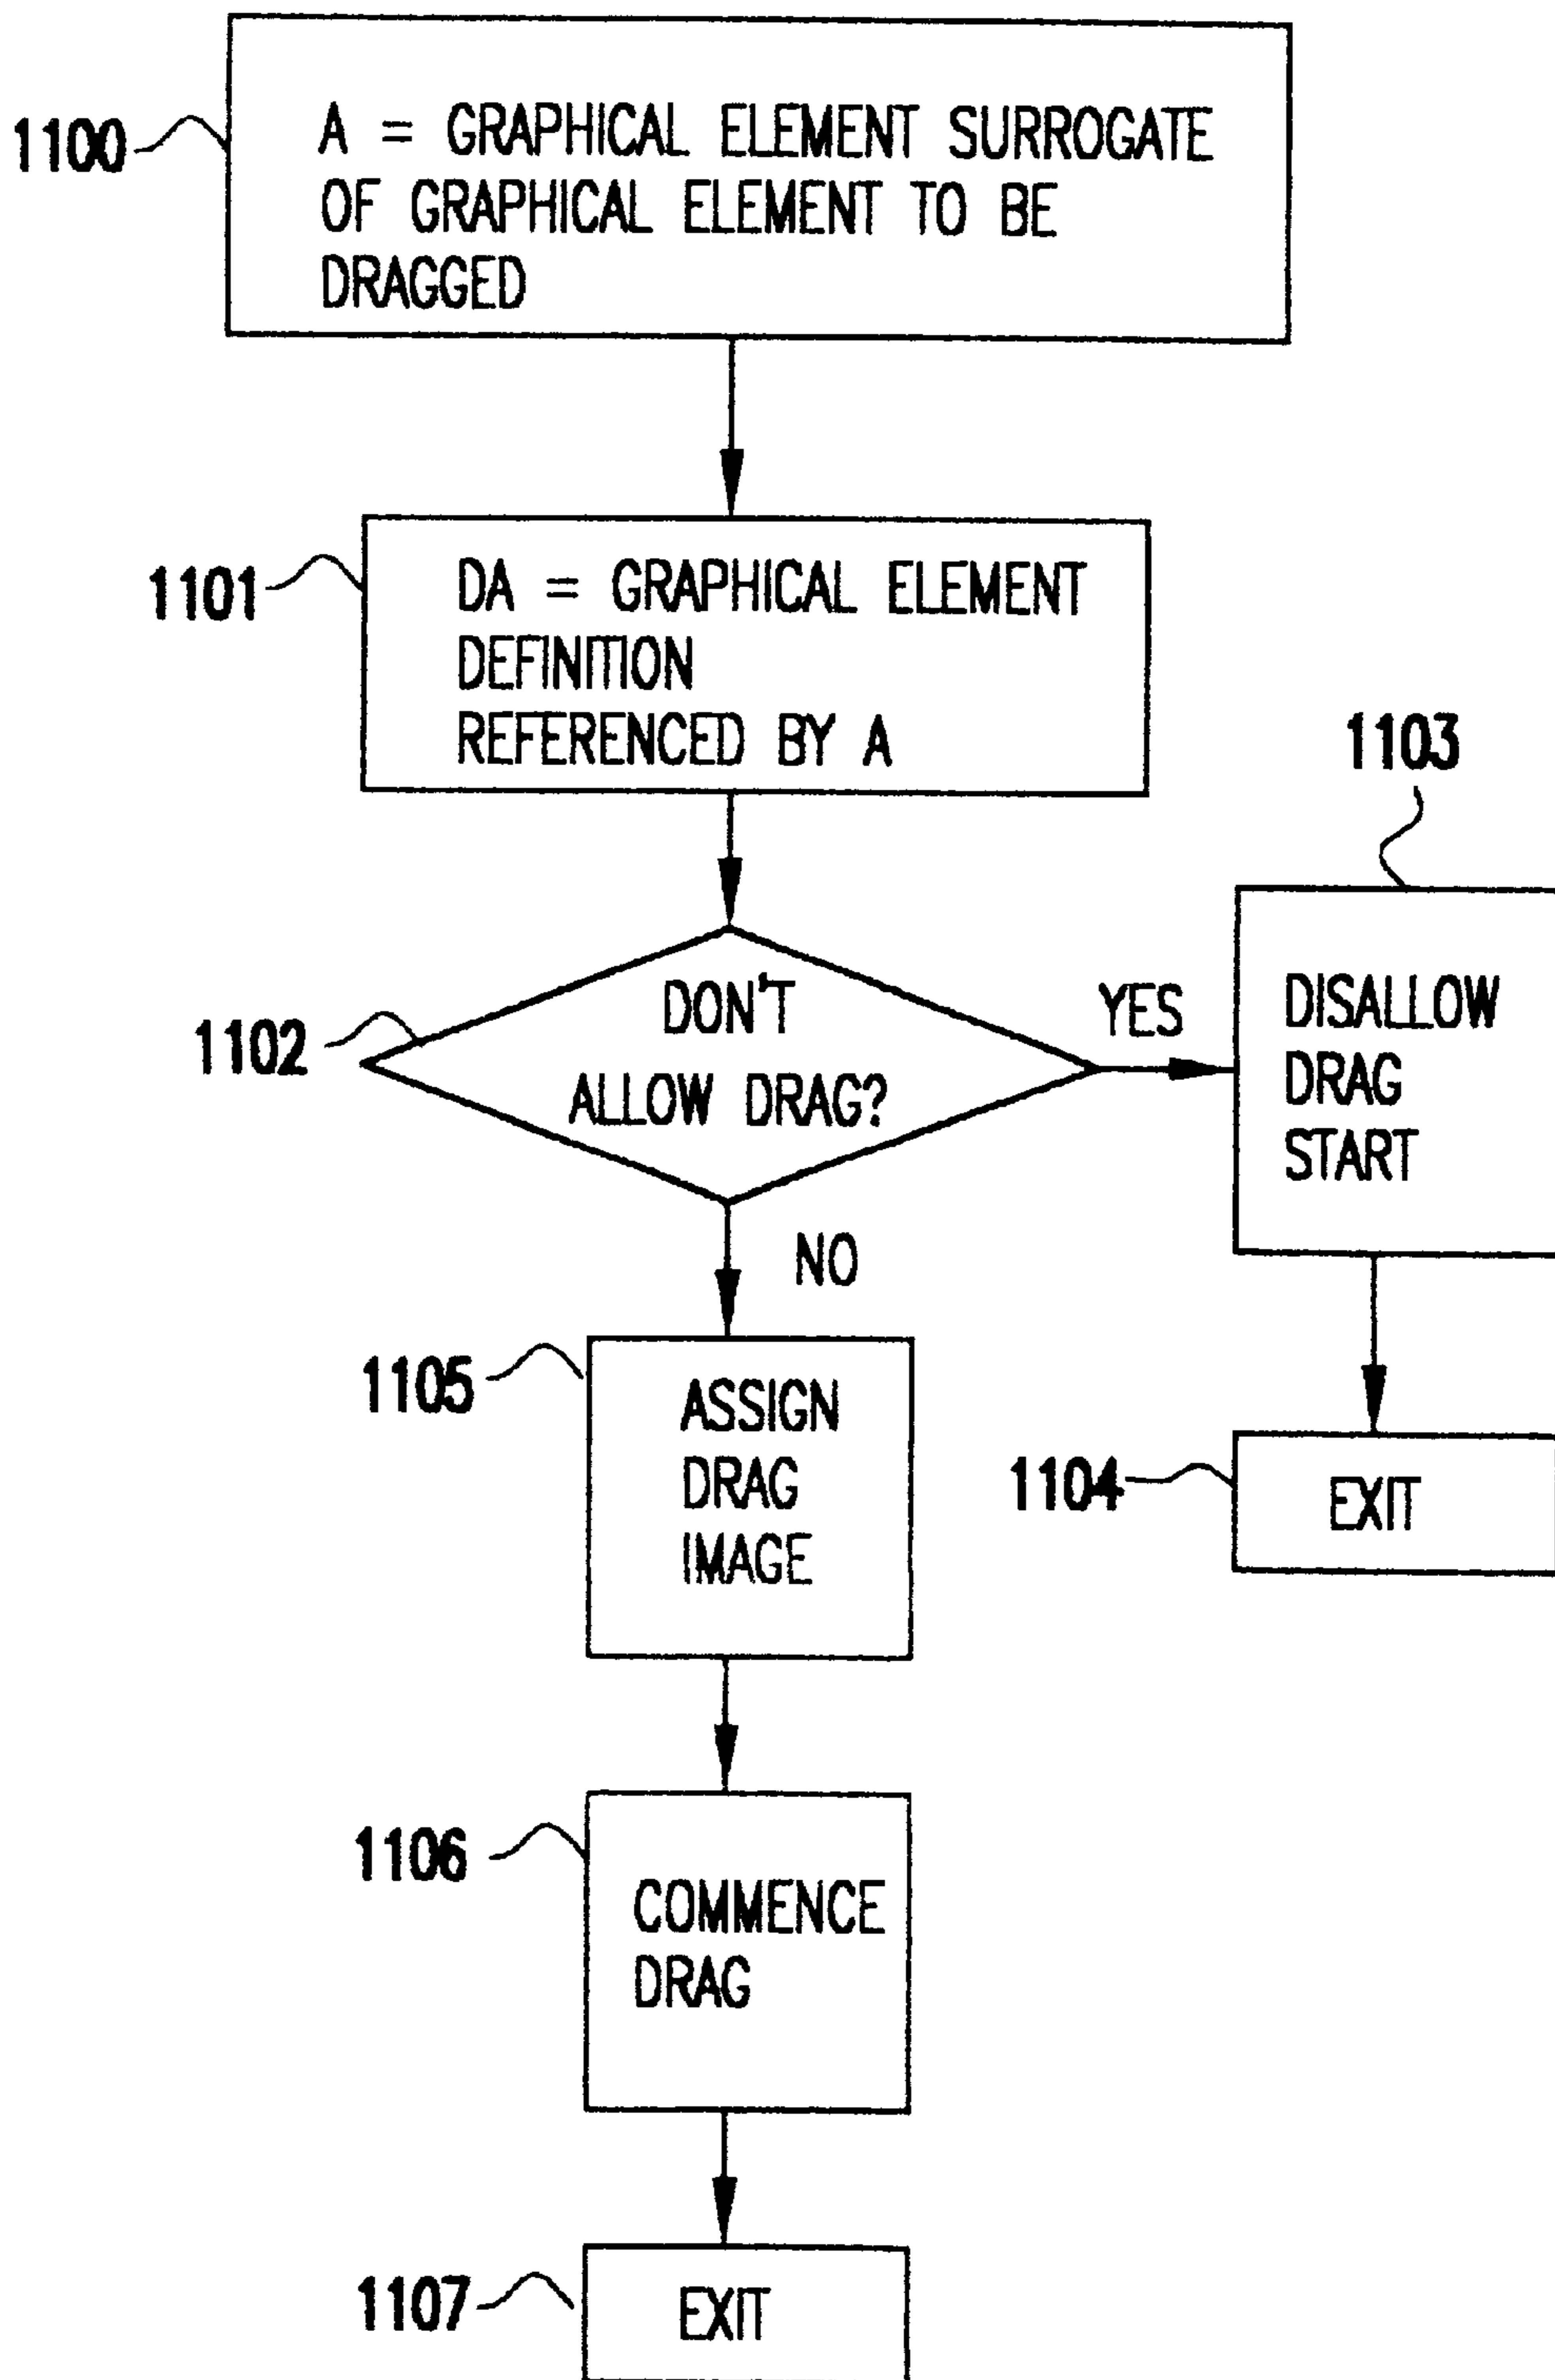 1100
A = GRAPHICAL ELEMENT SURROGATE
OF GRAPHICAL ELEMENT TO BE
DRAGGED
1101
DA = GRAPHICAL ELEMENT
DEFINITION
REFERENCED BY A
1102
DON'T
ALLOW DRAG?
YES
1103
DISALLOW
DRAG
START
1104
EXIT
NO
1105
ASSIGN
DRAG
IMAGE
1106
COMMENCE
DRAG
1107
EXIT